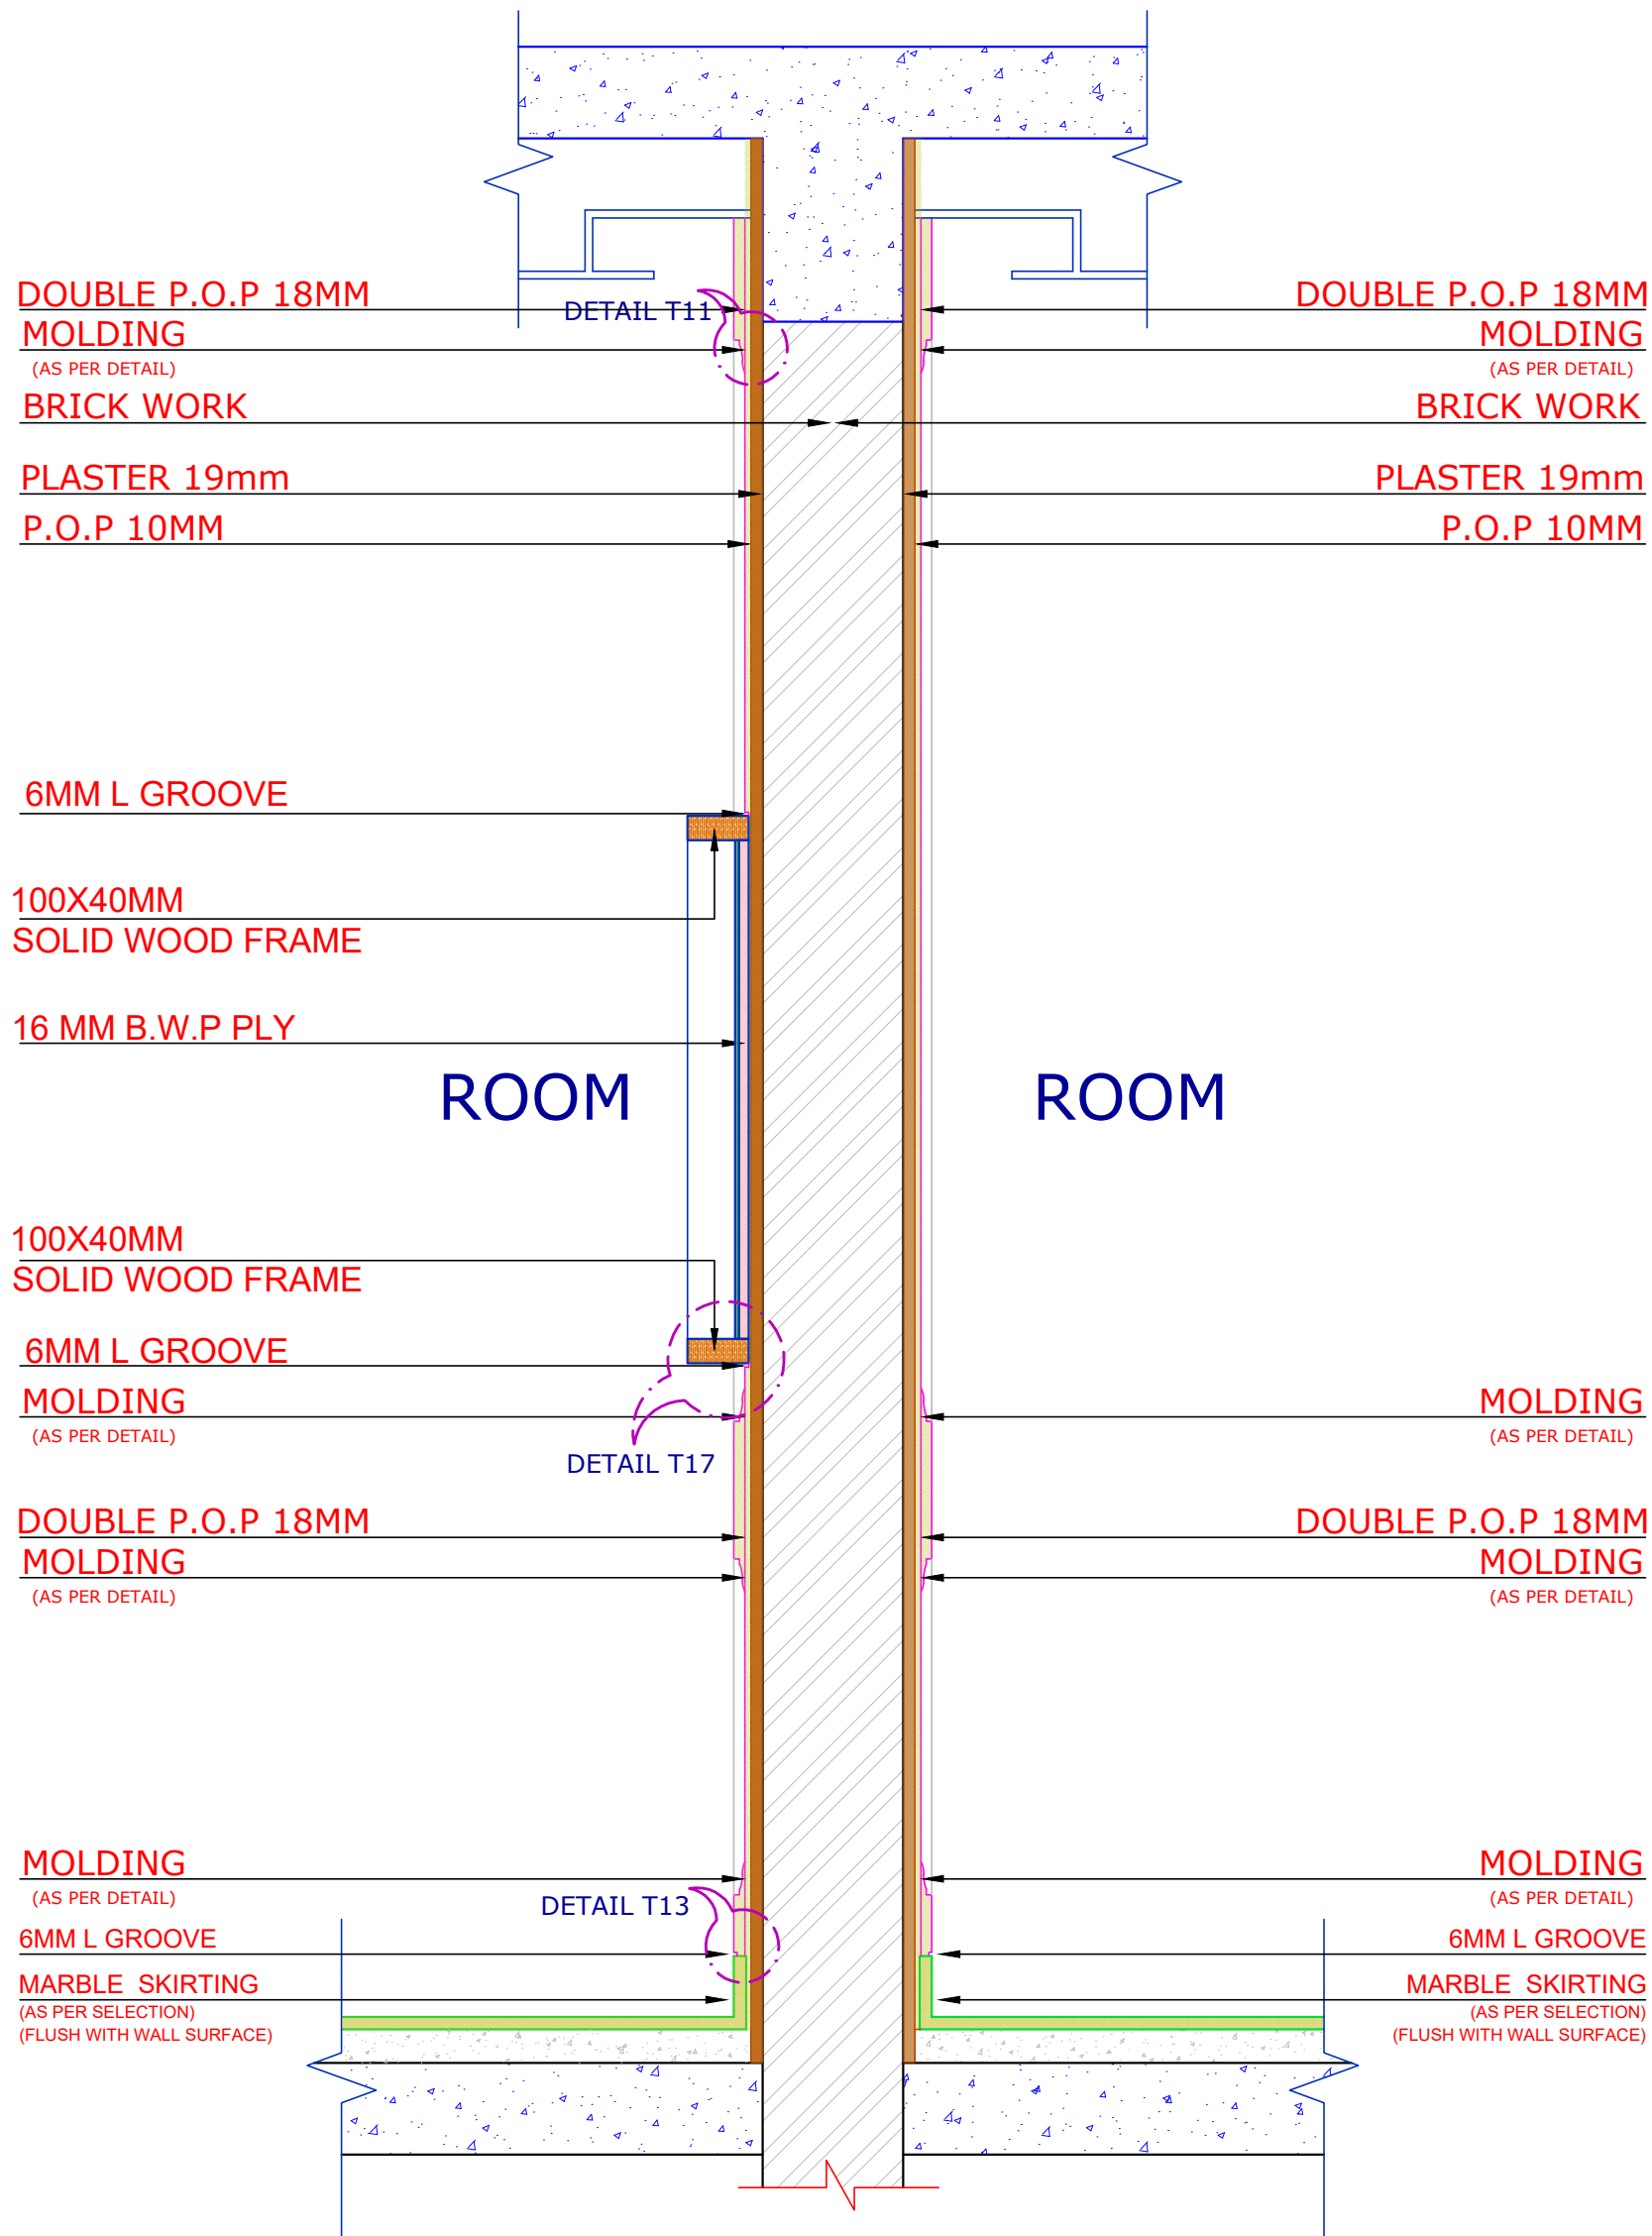 DOUBLE P.O.P 18MM
DETAIL T11
DOUBLE P.O.P 18MM
MOLDING
MOLDING
(AS PER DETAIL)
(AS PER DETAIL)
BRICK WORK
BRICK WORK
PLASTER 19mm
PLASTER 19mm
P.O.P 10MM
P.O.P 10MM
6MM L GROOVE
100X40MM
SOLID WOOD FRAME
16 MM B.W.P PLY
ROOM
ROOM
100X40MM
SOLID WOOD FRAME
6MM L GROOVE
MOLDING
MOLDING
(AS PER DETAIL)
(AS PER DETAIL)
DETAIL T17
DOUBLE P.O.P 18MM
DOUBLE P.O.P 18MM
MOLDING
MOLDING
(AS PER DETAIL)
(AS PER DETAIL)
MOLDING
MOLDING
(AS PER DETAIL)
(AS PER DETAIL)
DETAIL T13
6MM L GROOVE
6MM L GROOVE
MARBLE SKIRTING
MARBLE SKIRTING
(AS PER SELECTION)
(AS PER SELECTION)
(FLUSH WITH WALL SURFACE)
(FLUSH WITH WALL SURFACE)